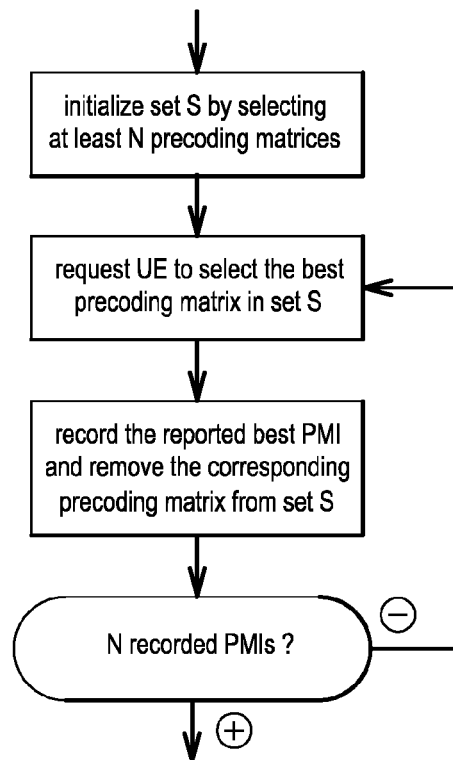 initialize set S by selecting
at least N precoding matrices
request UE to select the best
precoding matrix in set S
record the reported best PMI
and remove the corresponding
precoding matrix from set S
N recorded PMIs ?
−
+